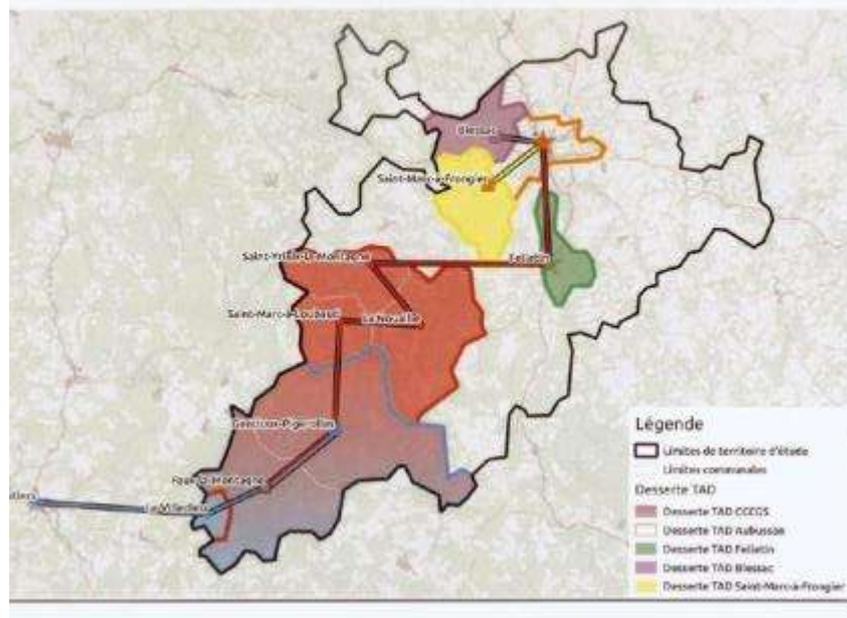 Blessac
Saint-Marc-à-Frongier
Saint-Yrieix-La-Montagne
Felletin
Saint-Marc-à-Loubaud
La Nouaille
Gentioux-Pigerolles
Faux-La-Montagne
La Villedieu
Légende
Limites de territoire d'étude
Limites communales
Desserte TAD
Desserte TAD CCCGS
Desserte TAD Aubusson
Desserte TAD Felletin
Desserte TAD Blessac
Desserte TAD Saint-Marc-à-Frongier